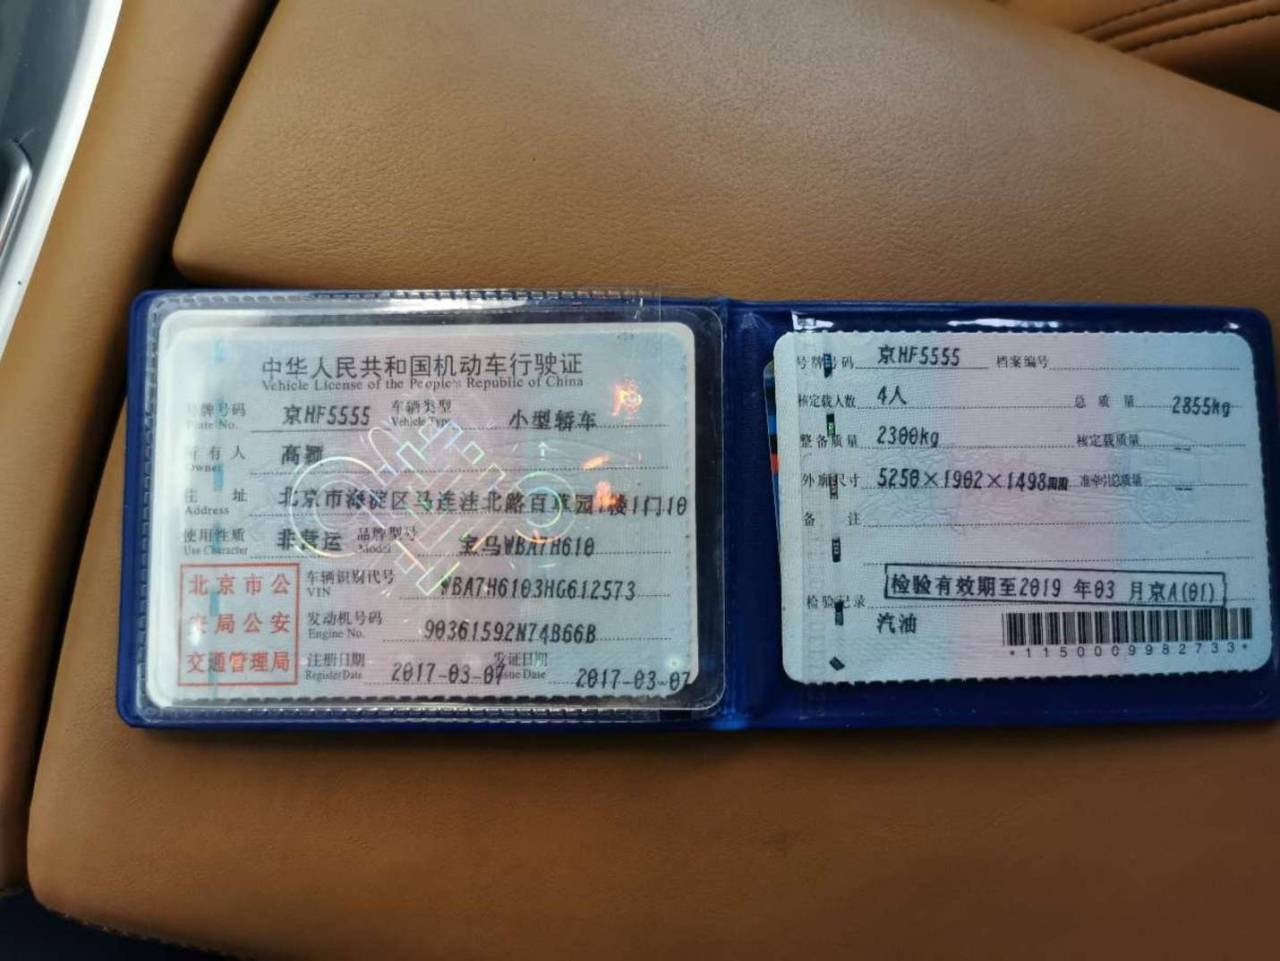 中华人民共和国机动车行驶证
Vehicle License of the People's Republic of China
号牌号码 京HF5555 车辆类型 小型轿车
Plate No. Vehicle Type
所有人 高颖
Owner
住 址 北京市海淀区马连洼北路百草园1楼1门10
Address
使用性质 非营运 品牌型号 宝马WBA7H610
Use Character Model
北京市公
安局公安
交通管理局
车辆识别代号 WBA7H6103HG612573
VIN
发动机号码 90361592N74B66B
Engine No.
注册日期 2017-03-07 发证日期 2017-03-07
Register Date Issue Date
号牌号码 京HF5555 档案编号
核定载人数 4人 总质量 2855kg
整备质量 2300kg 核定载质量
外廓尺寸 5250×1902×1498 准牵引总质量
备 注
检验记录 检验有效期至2019 年03 月京A(01)
汽油
*1150009982733*